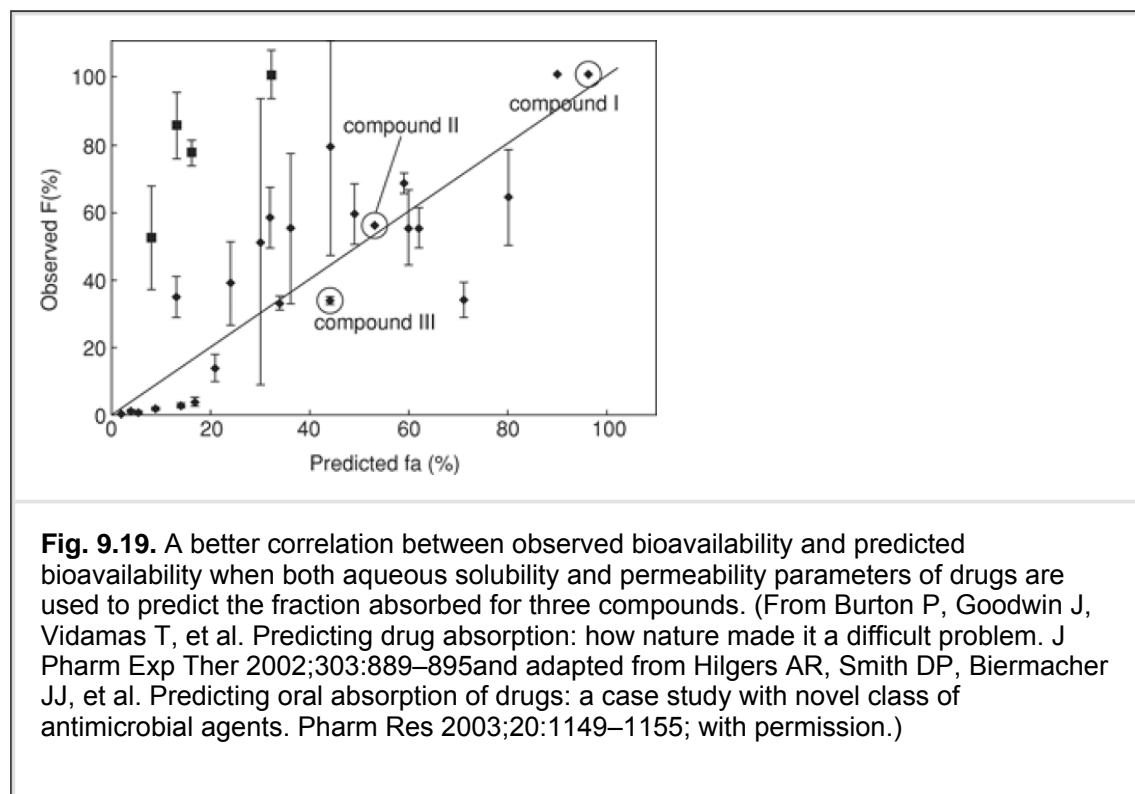 100
80
60
40
20
0
Observed F(%)
compound I
compound II
compound III
0 20 40 60 80 100
Predicted fa (%)
Fig. 9.19. A better correlation between observed bioavailability and predicted
bioavailability when both aqueous solubility and permeability parameters of drugs are
used to predict the fraction absorbed for three compounds. (From Burton P, Goodwin J,
Vidamas T, et al. Predicting drug absorption: how nature made it a difficult problem. J
Pharm Exp Ther 2002;303:889–895and adapted from Hilgers AR, Smith DP, Biermacher
JJ, et al. Predicting oral absorption of drugs: a case study with novel class of
antimicrobial agents. Pharm Res 2003;20:1149–1155; with permission.)